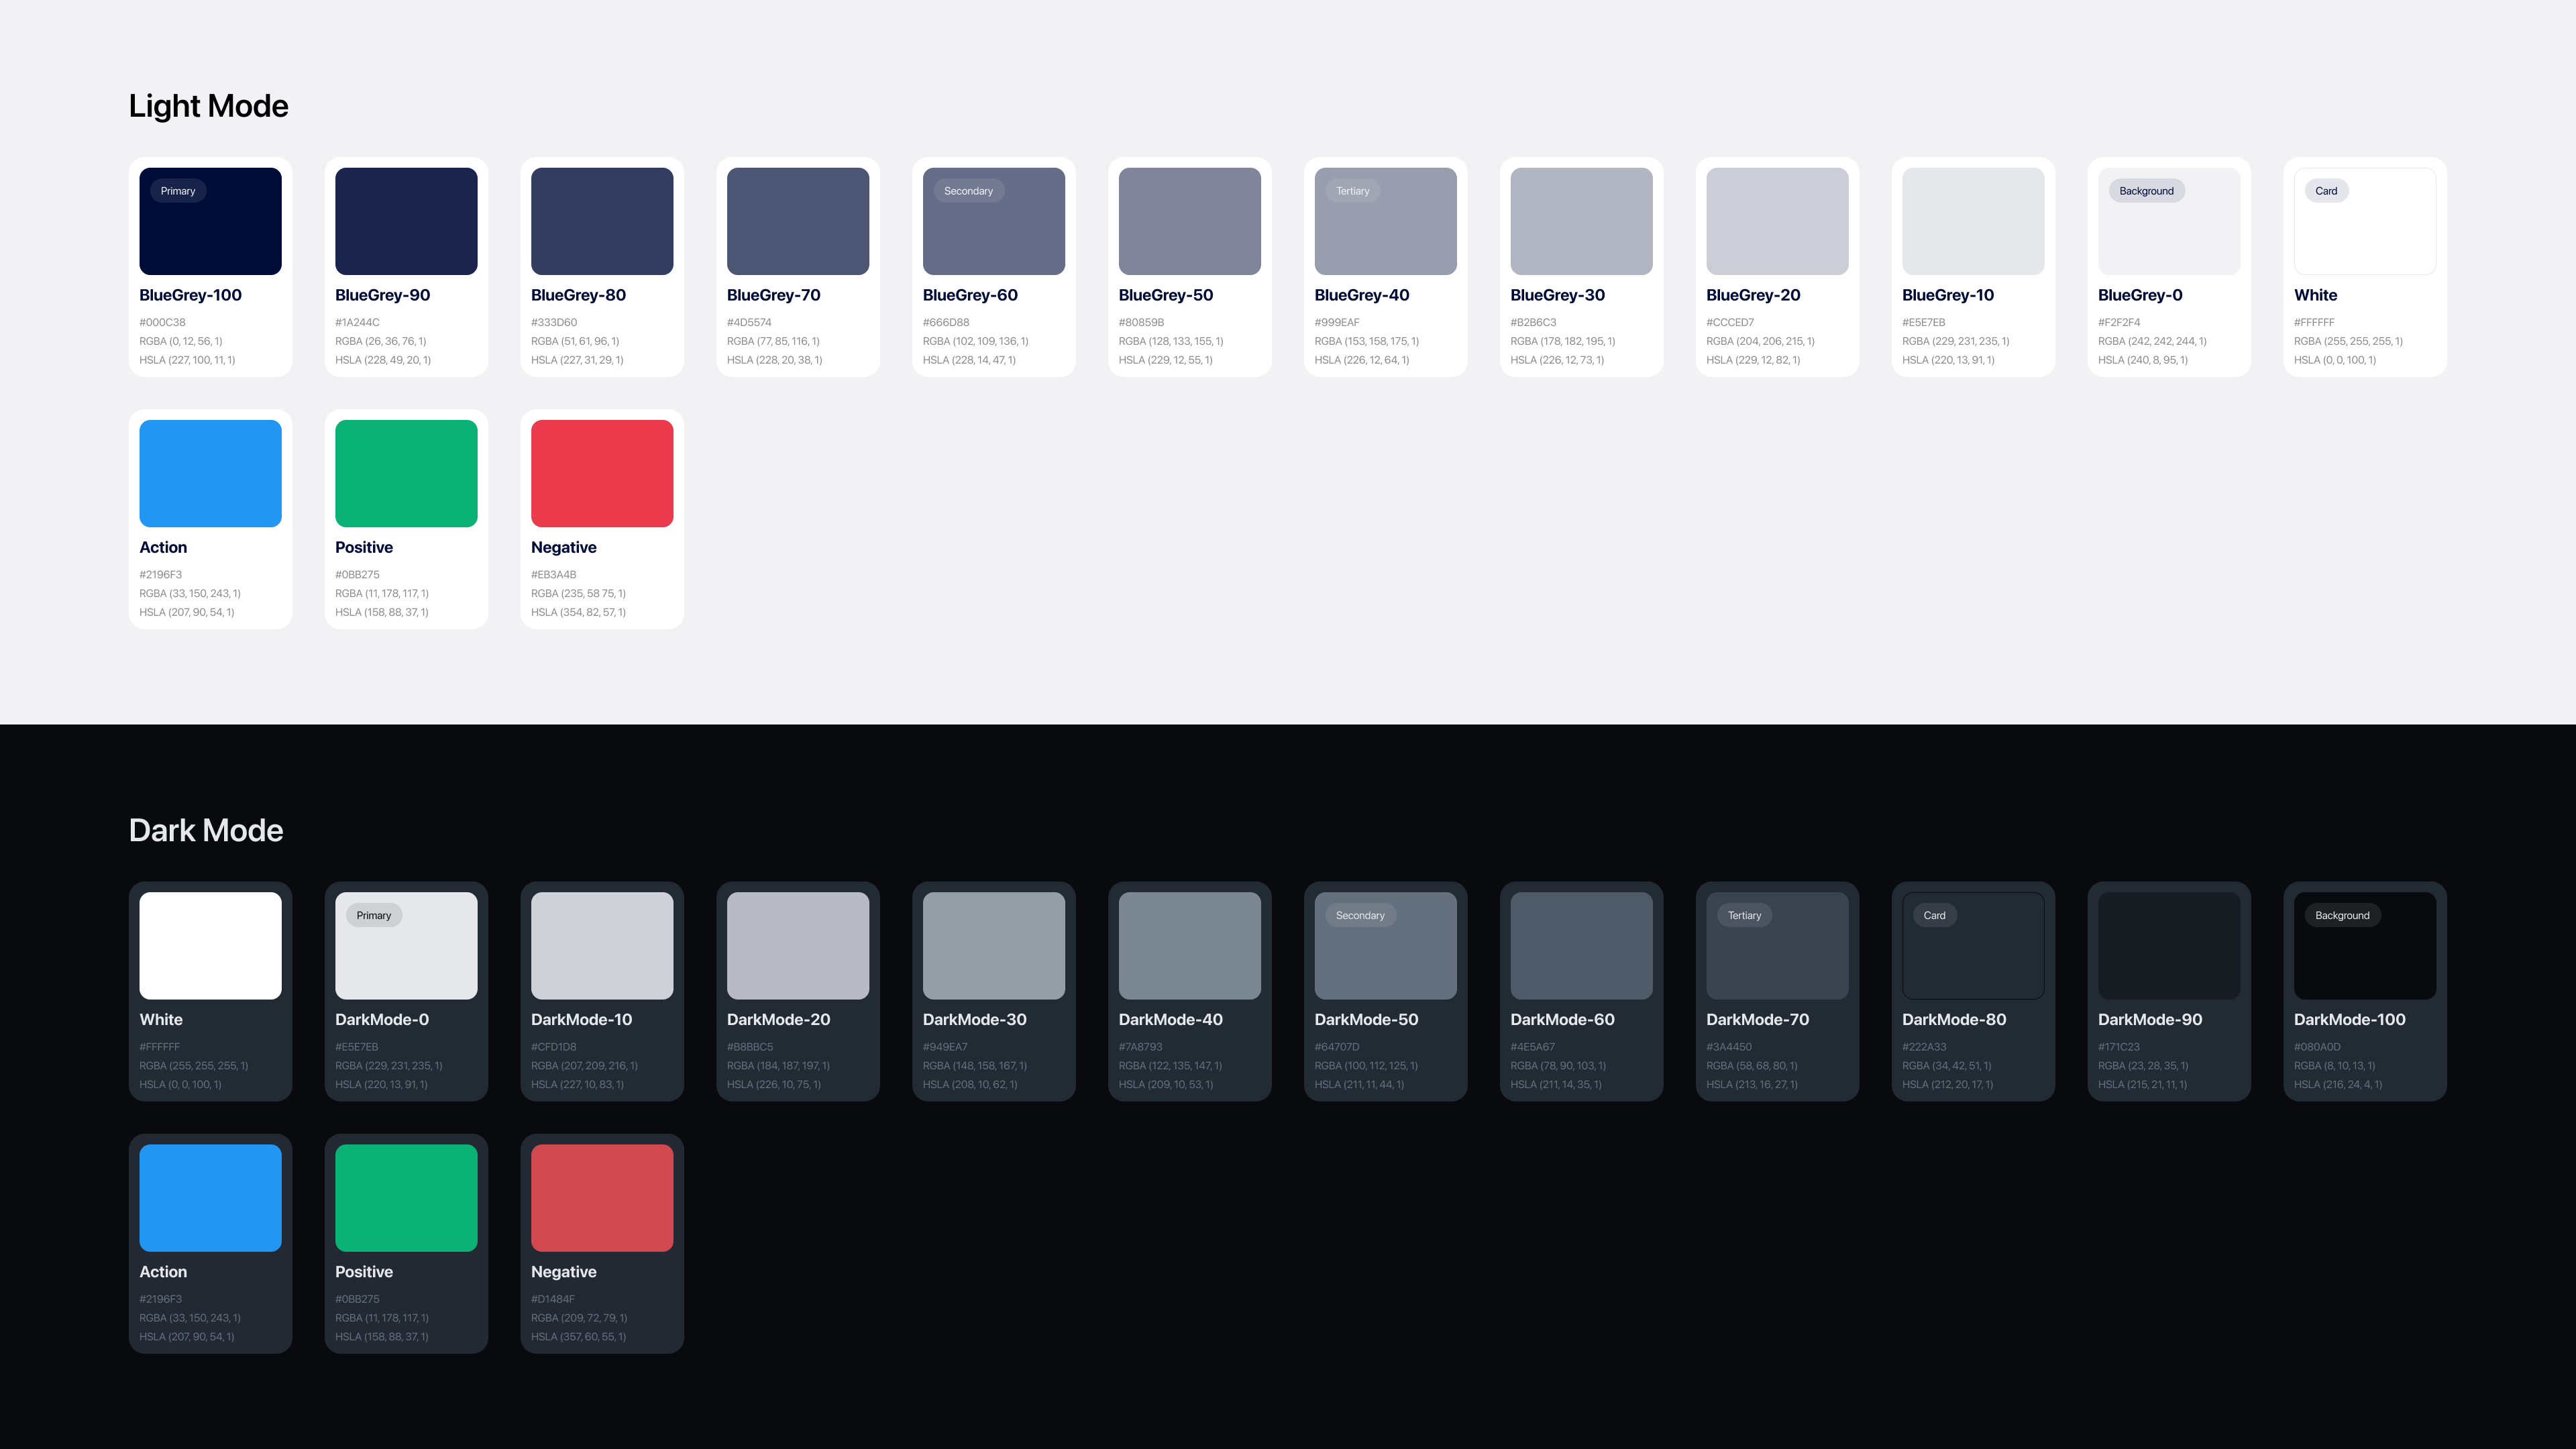 Light Mode
Primary
BlueGrey-100
#000C38
RGBA (0, 12, 56, 1)
HSLA (227, 100, 11, 1)
BlueGrey-90
#1A244C
RGBA (26, 36, 76, 1)
HSLA (228, 49, 20, 1)
BlueGrey-80
#333D60
RGBA (51, 61, 96, 1)
HSLA (227, 31, 29, 1)
BlueGrey-70
#4D5574
RGBA (77, 85, 116, 1)
HSLA (228, 20, 38, 1)
Secondary
BlueGrey-60
#666D88
RGBA (102, 109, 136, 1)
HSLA (228, 14, 47, 1)
BlueGrey-50
#80859B
RGBA (128, 133, 155, 1)
HSLA (229, 12, 55, 1)
Tertiary
BlueGrey-40
#999EAF
RGBA (153, 158, 175, 1)
HSLA (226, 12, 64, 1)
BlueGrey-30
#B2B6C3
RGBA (178, 182, 195, 1)
HSLA (226, 12, 73, 1)
BlueGrey-20
#CCCED7
RGBA (204, 206, 215, 1)
HSLA (229, 12, 82, 1)
BlueGrey-10
#E5E7EB
RGBA (229, 231, 235, 1)
HSLA (220, 13, 91, 1)
Background
BlueGrey-0
#F2F2F4
RGBA (242, 242, 244, 1)
HSLA (240, 8, 95, 1)
Card
White
#FFFFFF
RGBA (255, 255, 255, 1)
HSLA (0, 0, 100, 1)
Action
#2196F3
RGBA (33, 150, 243, 1)
HSLA (207, 90, 54, 1)
Positive
#0BB275
RGBA (11, 178, 117, 1)
HSLA (158, 88, 37, 1)
Negative
#EB3A4B
RGBA (235, 58 75, 1)
HSLA (354, 82, 57, 1)
Dark Mode
White
#FFFFFF
RGBA (255, 255, 255, 1)
HSLA (0, 0, 100, 1)
Primary
DarkMode-0
#E5E7EB
RGBA (229, 231, 235, 1)
HSLA (220, 13, 91, 1)
DarkMode-10
#CFD1D8
RGBA (207, 209, 216, 1)
HSLA (227, 10, 83, 1)
DarkMode-20
#B8BBC5
RGBA (184, 187, 197, 1)
HSLA (226, 10, 75, 1)
DarkMode-30
#949EA7
RGBA (148, 158, 167, 1)
HSLA (208, 10, 62, 1)
DarkMode-40
#7A8793
RGBA (122, 135, 147, 1)
HSLA (209, 10, 53, 1)
Secondary
DarkMode-50
#64707D
RGBA (100, 112, 125, 1)
HSLA (211, 11, 44, 1)
DarkMode-60
#4E5A67
RGBA (78, 90, 103, 1)
HSLA (211, 14, 35, 1)
Tertiary
DarkMode-70
#3A4450
RGBA (58, 68, 80, 1)
HSLA (213, 16, 27, 1)
Card
DarkMode-80
#222A33
RGBA (34, 42, 51, 1)
HSLA (212, 20, 17, 1)
DarkMode-90
#171C23
RGBA (23, 28, 35, 1)
HSLA (215, 21, 11, 1)
Background
DarkMode-100
#080A0D
RGBA (8, 10, 13, 1)
HSLA (216, 24, 4, 1)
Action
#2196F3
RGBA (33, 150, 243, 1)
HSLA (207, 90, 54, 1)
Positive
#0BB275
RGBA (11, 178, 117, 1)
HSLA (158, 88, 37, 1)
Negative
#D1484F
RGBA (209, 72, 79, 1)
HSLA (357, 60, 55, 1)